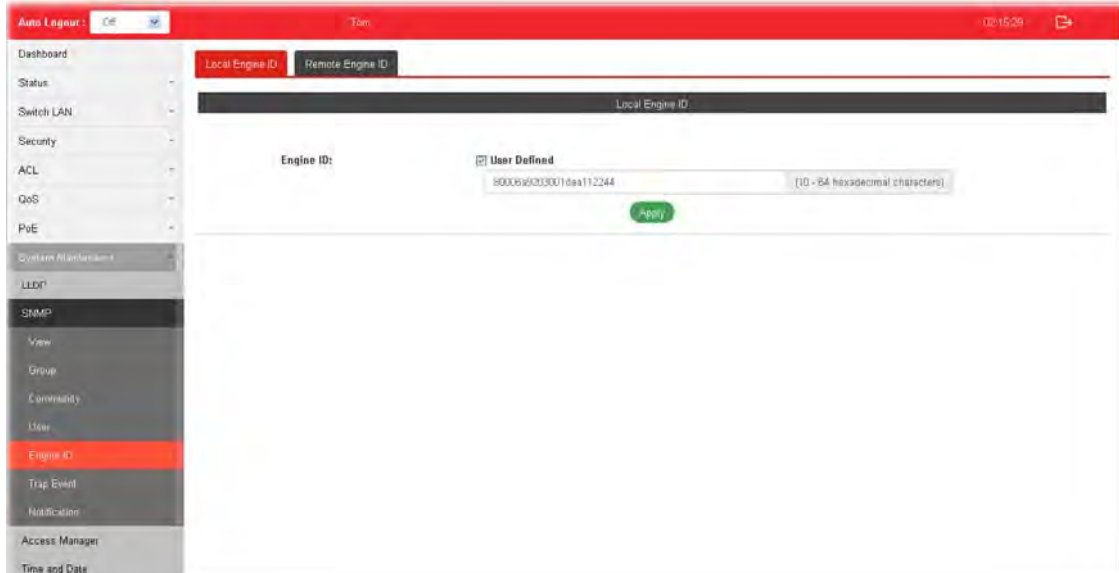 Auto Logout : Off Tom 02:15:29
Dashboard
Local Engine ID Remote Engine ID
Status
Local Engine ID
Switch LAN
Security
Engine ID: User Defined
ACL
(10 - 64 hexadecimal characters)
QoS
Apply
PoE
System Maintenance
LLDP
SNMP
View
Group
Community
User
Engine ID
Trap Event
Notification
Access Manager
Time and Date